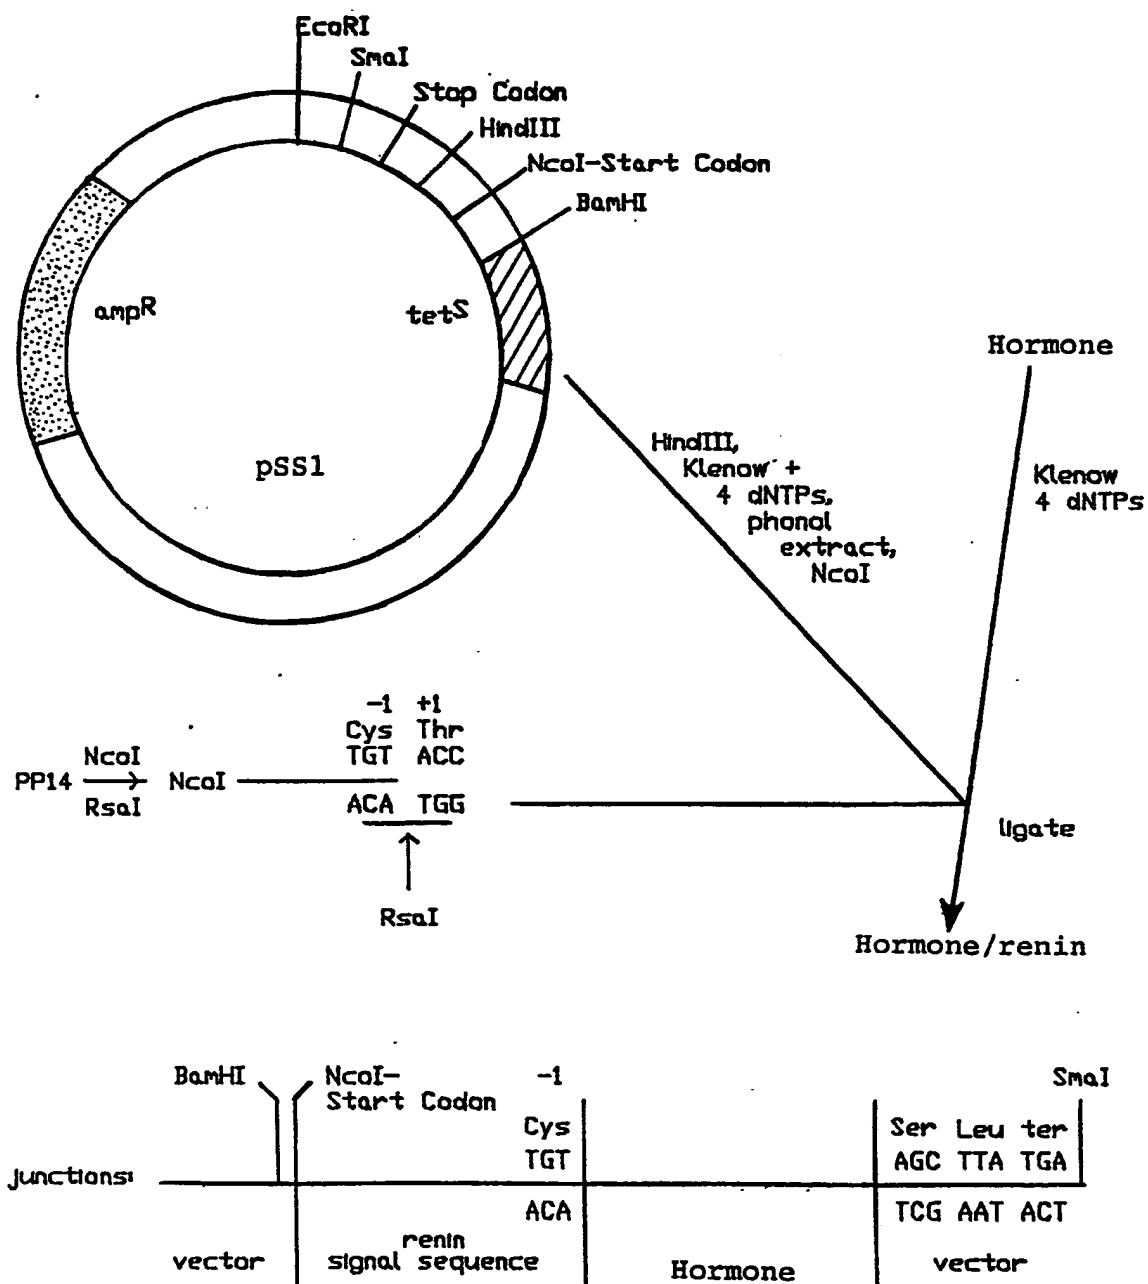 EcoRI
SmaI
Stop Codon
HindIII
NcoI-Start Codon
BamHI
ampR
tetS
pSS1
Hormone
HindIII,
Klenow +
4 dNTPs,
phonol
extract,
NcoI
Klenow
4 dNTPs
-1 +1
Cys Thr
TGT ACC
PP14 NcoI NcoI
RsaI
ACA TGG
RsaI
ligate
Hormone/renin
BamHI NcoI- -1 SmaI
Start Codon
Cys Ser Leu ter
TGT AGC TTA TGA
junctions:
ACA TCG AAT ACT
renin
vector signal sequence Hormone vector